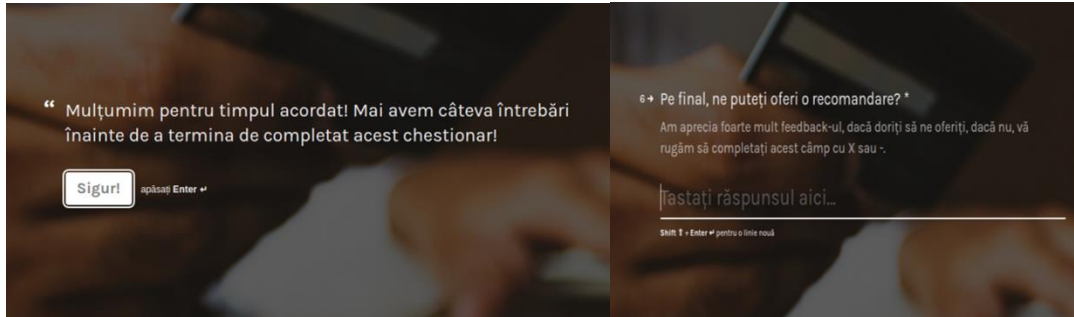 “ Mulțumim pentru timpul acordat! Mai avem câteva întrebări
înainte de a termina de completat acest chestionar!
Sigur! apăsați Enter ↵
6→ Pe final, ne puteți oferi o recomandare? *
Am aprecia foarte mult feedback-ul, dacă doriți să ne oferiți, dacă nu, vă
rugăm să completați acest câmp cu X sau -.
Tastați răspunsul aici...
Shift ⇧ + Enter ↵ pentru o linie nouă